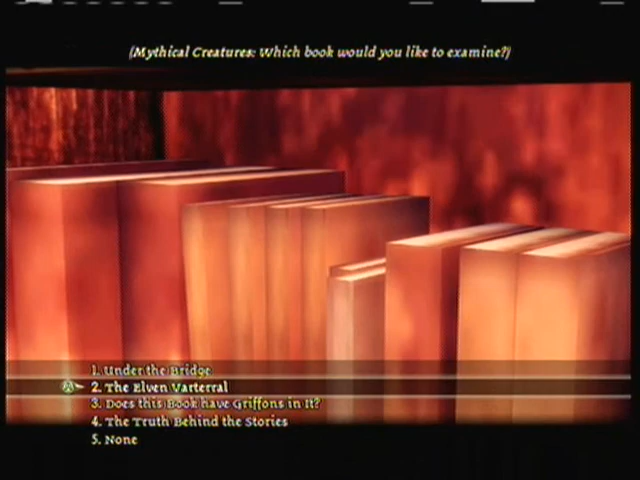 (Mythical Creatures: Which book would you like to examine?)
1. Under the Bridge
2. The Elven Varterral
3. Does this Book have Griffons in It?
4. The Truth Behind the Stories
5. None